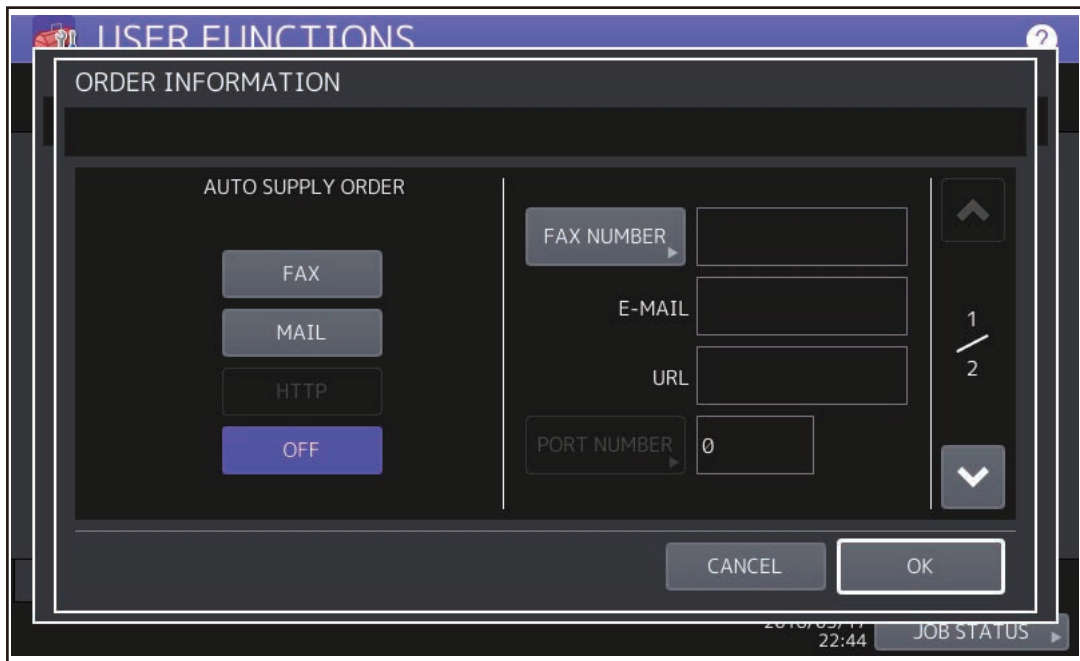 USER FUNCTIONS
?
ORDER INFORMATION
AUTO SUPPLY ORDER
FAX
MAIL
HTTP
OFF
FAX NUMBER
E-MAIL
URL
PORT NUMBER
0
1
2
CANCEL
OK
22:44
JOB STATUS